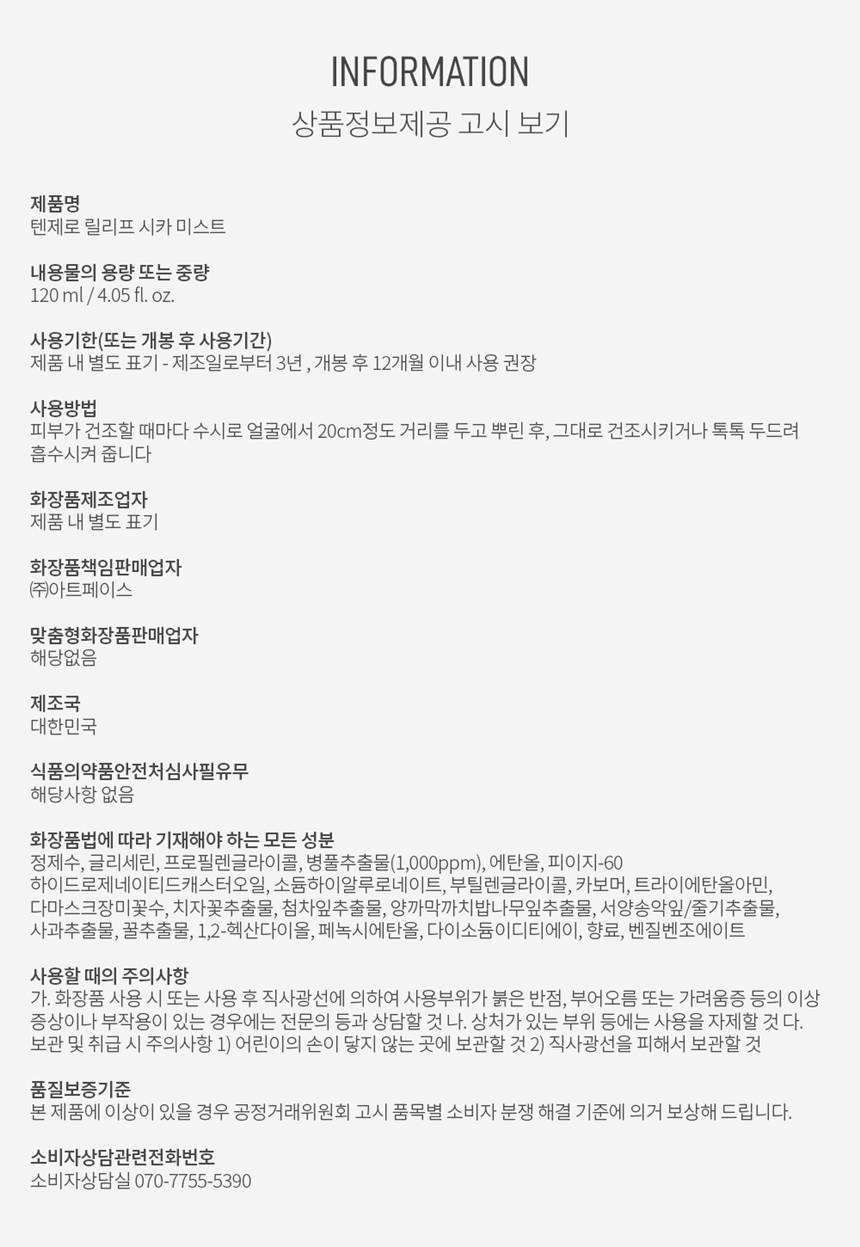 INFORMATION
상품정보제공 고시 보기
제품명
텐제로 릴리프 시카 미스트
내용물의 용량 또는 중량
120 ml / 4.05 fl. oz.
사용기한(또는 개봉 후 사용기간)
제품 내 별도 표기 - 제조일로부터 3년 , 개봉 후 12개월 이내 사용 권장
사용방법
피부가 건조할 때마다 수시로 얼굴에서 20cm정도 거리를 두고 뿌린 후, 그대로 건조시키거나 톡톡 두드려
흡수시켜 줍니다
화장품제조업자
제품 내 별도 표기
화장품책임판매업자
㈜아트페이스
맞춤형화장품판매업자
해당없음
제조국
대한민국
식품의약품안전처심사필유무
해당사항 없음
화장품법에 따라 기재해야 하는 모든 성분
정제수, 글리세린, 프로필렌글라이콜, 병풀추출물(1,000ppm), 에탄올, 피이지-60
하이드로제네이티드캐스터오일, 소듐하이알루로네이트, 부틸렌글라이콜, 카보머, 트라이에탄올아민,
다마스크장미꽃수, 치자꽃추출물, 첨차잎추출물, 양까막까치밥나무잎추출물, 서양송악잎/줄기추출물,
사과추출물, 꿀추출물, 1,2-헥산다이올, 페녹시에탄올, 다이소듐이디티에이, 향료, 벤질벤조에이트
사용할 때의 주의사항
가. 화장품 사용 시 또는 사용 후 직사광선에 의하여 사용부위가 붉은 반점, 부어오름 또는 가려움증 등의 이상
증상이나 부작용이 있는 경우에는 전문의 등과 상담할 것 나. 상처가 있는 부위 등에는 사용을 자제할 것 다.
보관 및 취급 시 주의사항 1) 어린이의 손이 닿지 않는 곳에 보관할 것 2) 직사광선을 피해서 보관할 것
품질보증기준
본 제품에 이상이 있을 경우 공정거래위원회 고시 품목별 소비자 분쟁 해결 기준에 의거 보상해 드립니다.
소비자상담관련전화번호
소비자상담실 070-7755-5390